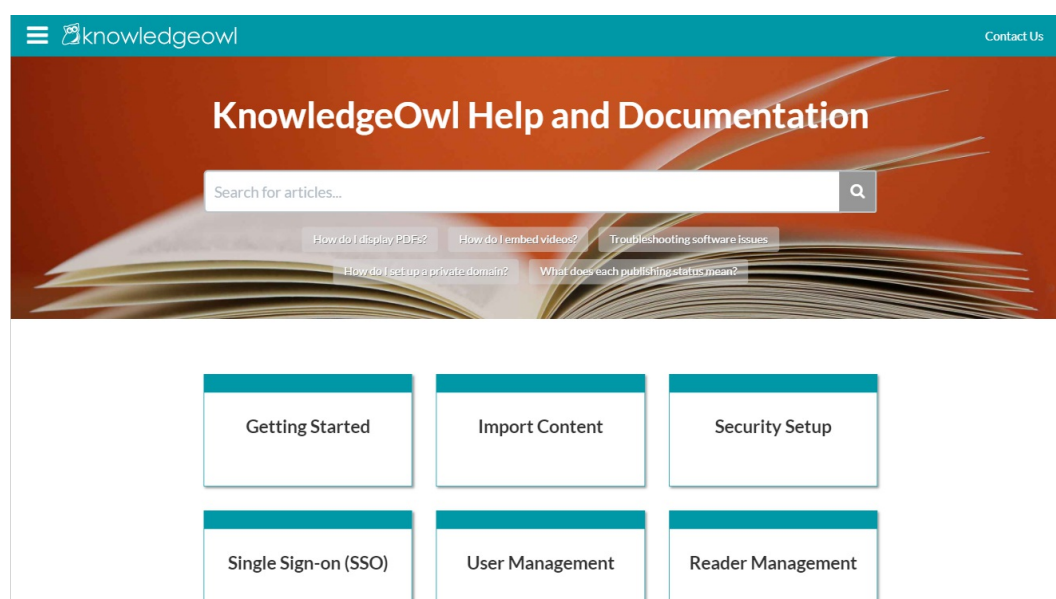 knowledgeowl
Contact Us
KnowledgeOwl Help and Documentation
Search for articles...
How do I display PDFs? How do I embed videos? Troubleshooting software issues
How do I set up a private domain? What does each publishing status mean?
Getting Started Import Content Security Setup
Single Sign-on (SSO) User Management Reader Management